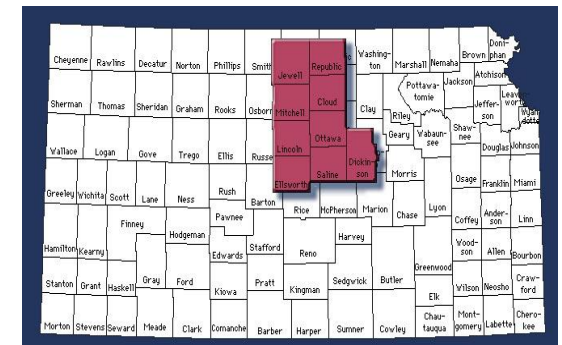 Cheyenne Rawlins Decatur Norton Phillips Smith Jewell Republic Washing-
ton Marshall Nemaha Brown Doni-
phan
Atchison
Sherman Thomas Sheridan Graham Rooks Osborn Mitchell Cloud Clay Riley Pottawa-
tomie Jackson Jeffer-
son Leav
wort Wyan
dotte
Wallace Logan Gove Trego Ellis Russe Lincoln Ottawa Dickin-
son Geary Wabaun-
see Shaw-
nee Douglas Johnson
Ellsworth Saline Morris Osage Franklin Miami
Greeley Wichita Scott Lane Ness Rush Barton Rice McPherson Marion Chase Lyon Coffey Ander-
son Linn
Hamilton Kearny Finney Hodgeman Pawnee Edwards Stafford Reno Harvey Greenwood Wood-
son Allen Bourbon
Stanton Grant Haskell Gray Ford Kiowa Pratt Kingman Sedgwick Butler Elk Wilson Neosho Craw-
ford
Morton Stevens Seward Meade Clark Comanche Barber Harper Sumner Cowley Chau-
tauqua Mont-
gomery Labette Chero-
kee